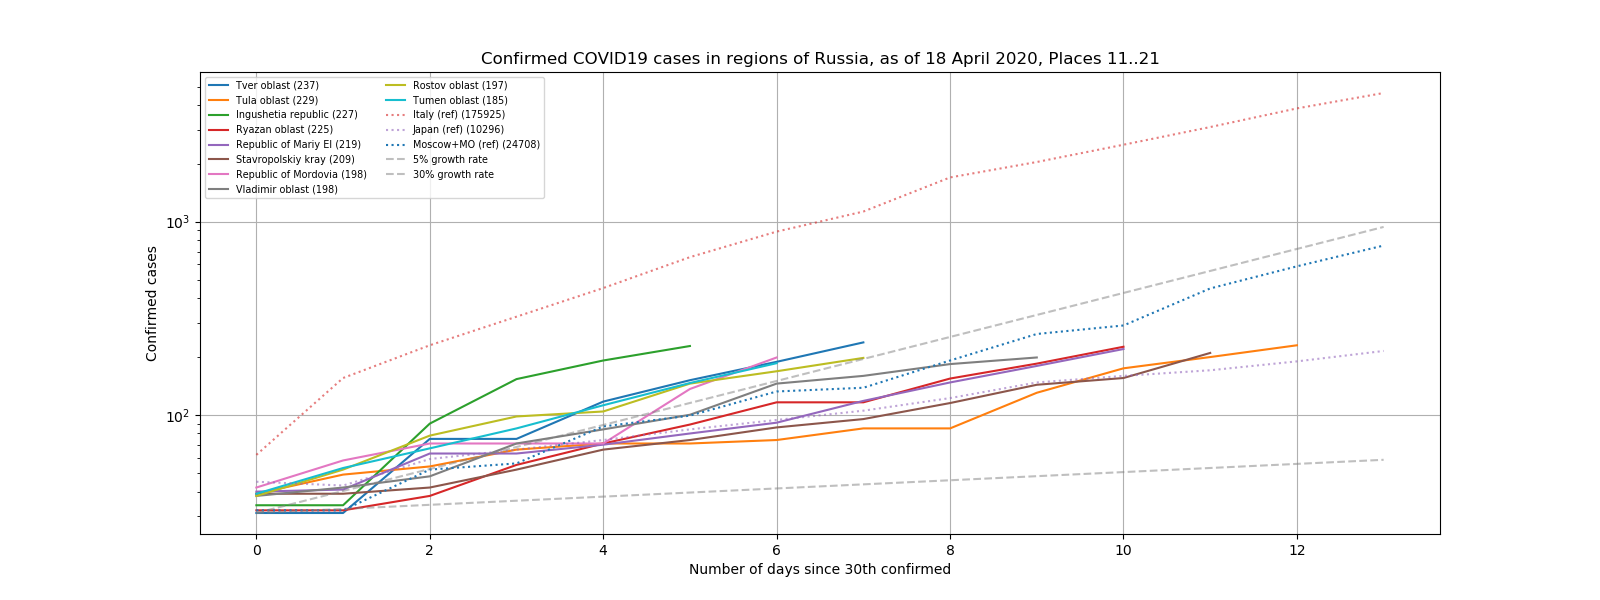 Confirmed COVID19 cases in regions of Russia, as of 18 April 2020, Places 11..21
Tver oblast (237)
Tula oblast (229)
Ingushetia republic (227)
Ryazan oblast (225)
Republic of Mariy El (219)
Stavropolskiy kray (209)
Republic of Mordovia (198)
Vladimir oblast (198)
Rostov oblast (197)
Tumen oblast (185)
Italy (ref) (175925)
Japan (ref) (10296)
Moscow+MO (ref) (24708)
5% growth rate
30% growth rate
Confirmed cases
10³
10²
0 2 4 6 8 10 12
Number of days since 30th confirmed